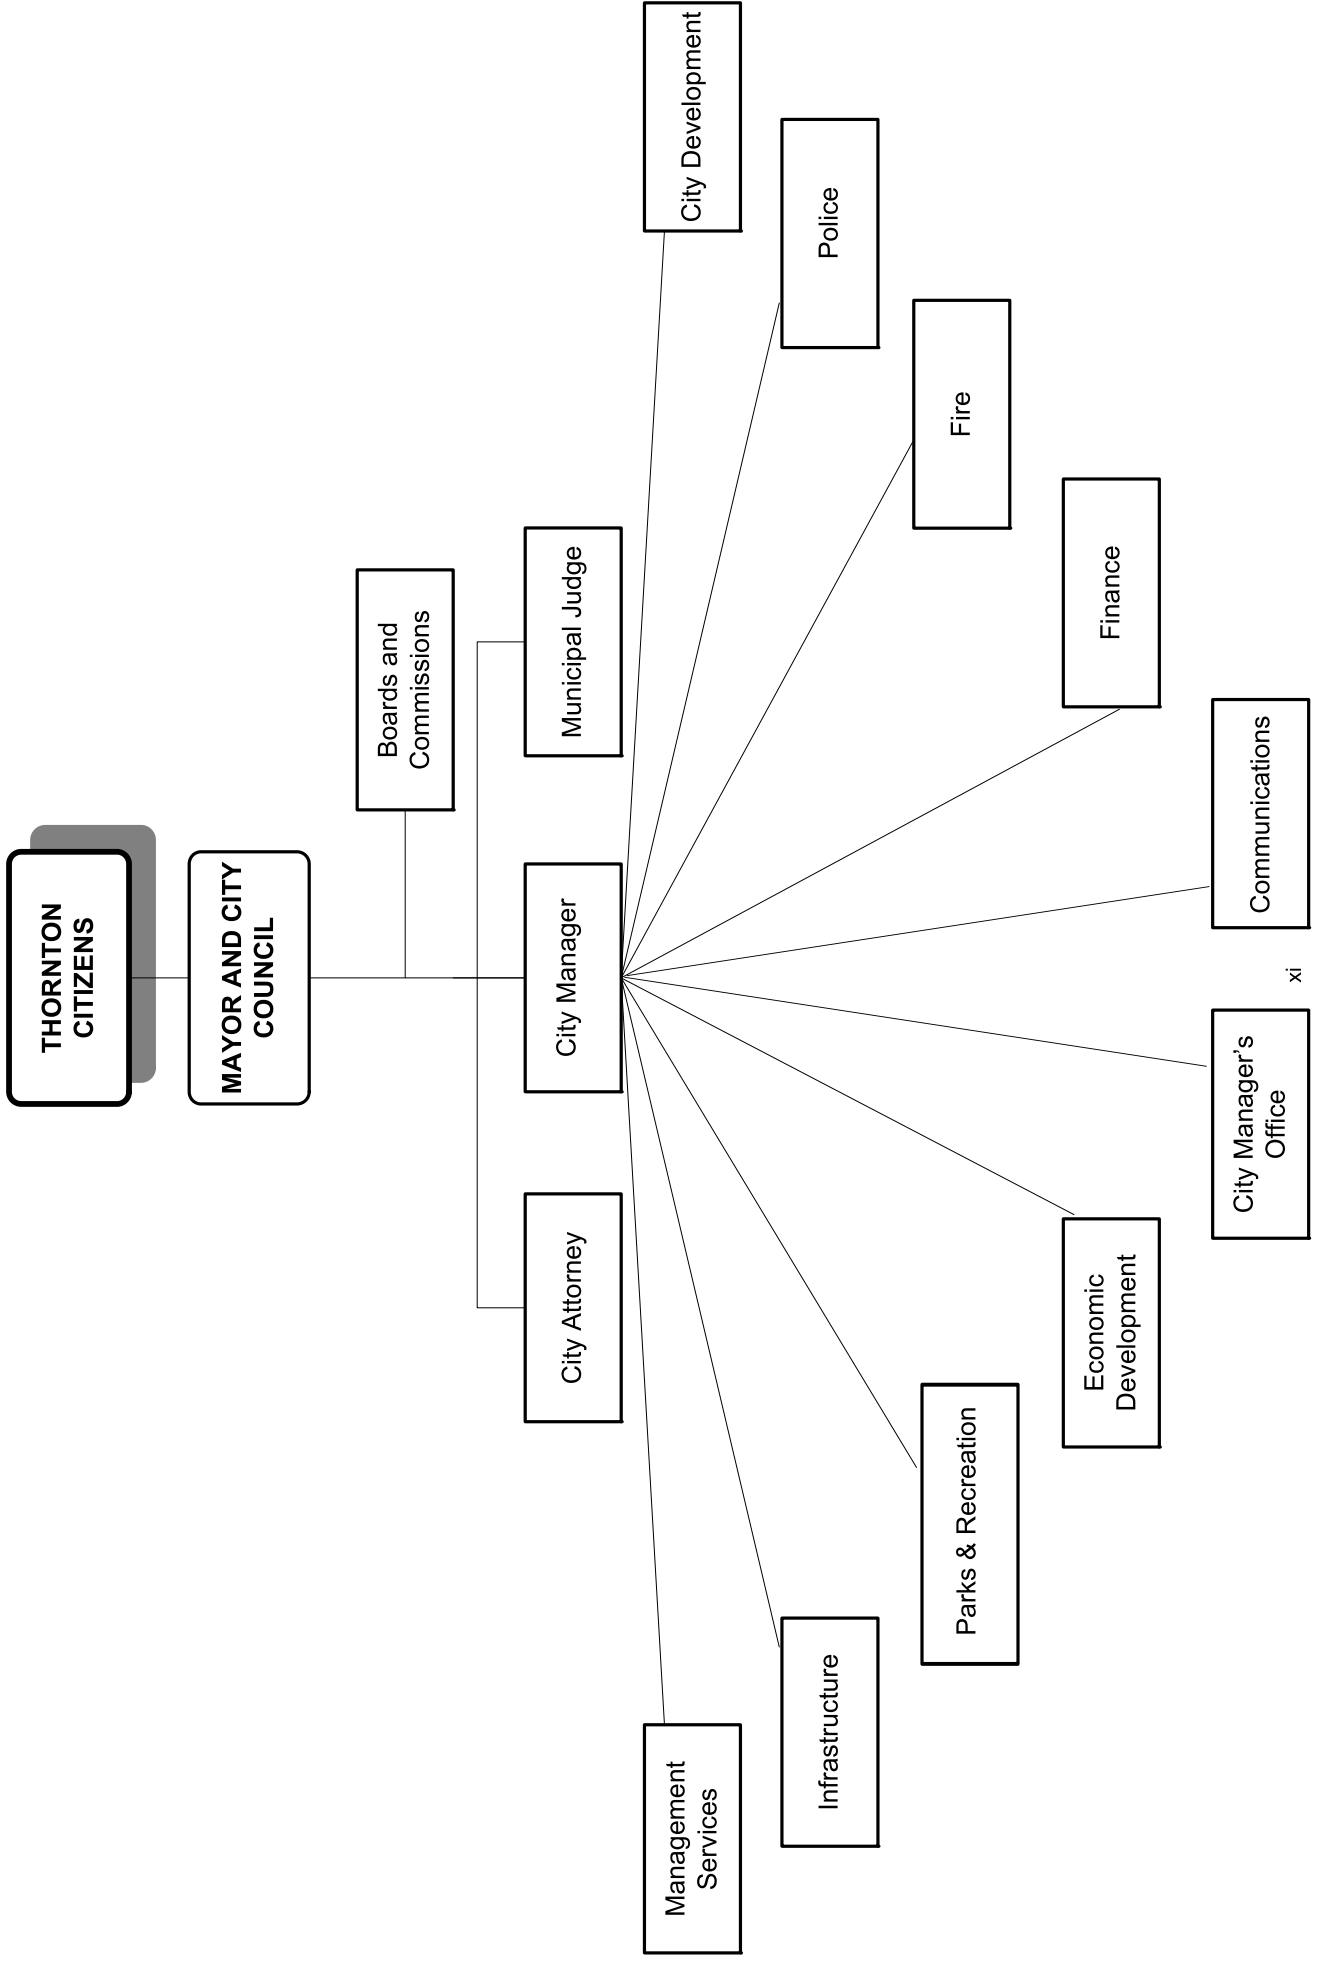 THORNTON
CITIZENS
MAYOR AND CITY
COUNCIL
Boards and
Commissions
City Attorney
City Manager
Municipal Judge
Management
Services
City Development
Infrastructure
Police
Parks & Recreation
Fire
Economic
Development
Finance
City Manager's
Office
Communications
xi